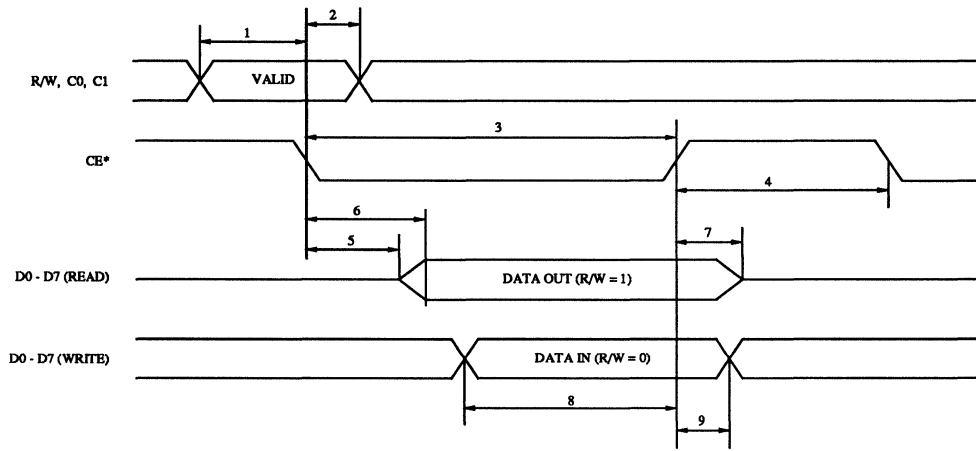 1
2
R/W, C0, C1
VALID
3
CE*
4
6
5
7
D0 - D7 (READ)
DATA OUT (R/W = 1)
D0 - D7 (WRITE)
DATA IN (R/W = 0)
8
9